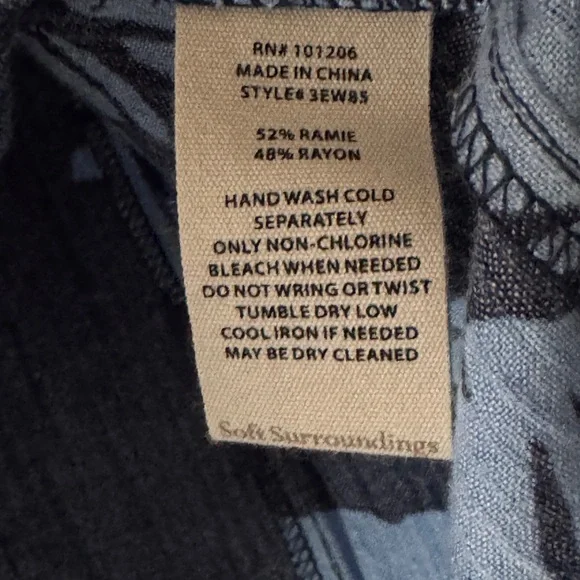 RN# 101206
MADE IN CHINA
STYLE# 3EW85
52% RAMIE
48% RAYON
HAND WASH COLD
SEPARATELY
ONLY NON-CHLORINE
BLEACH WHEN NEEDED
DO NOT WRING OR TWIST
TUMBLE DRY LOW
COOL IRON IF NEEDED
MAY BE DRY CLEANED
Soft Surroundings